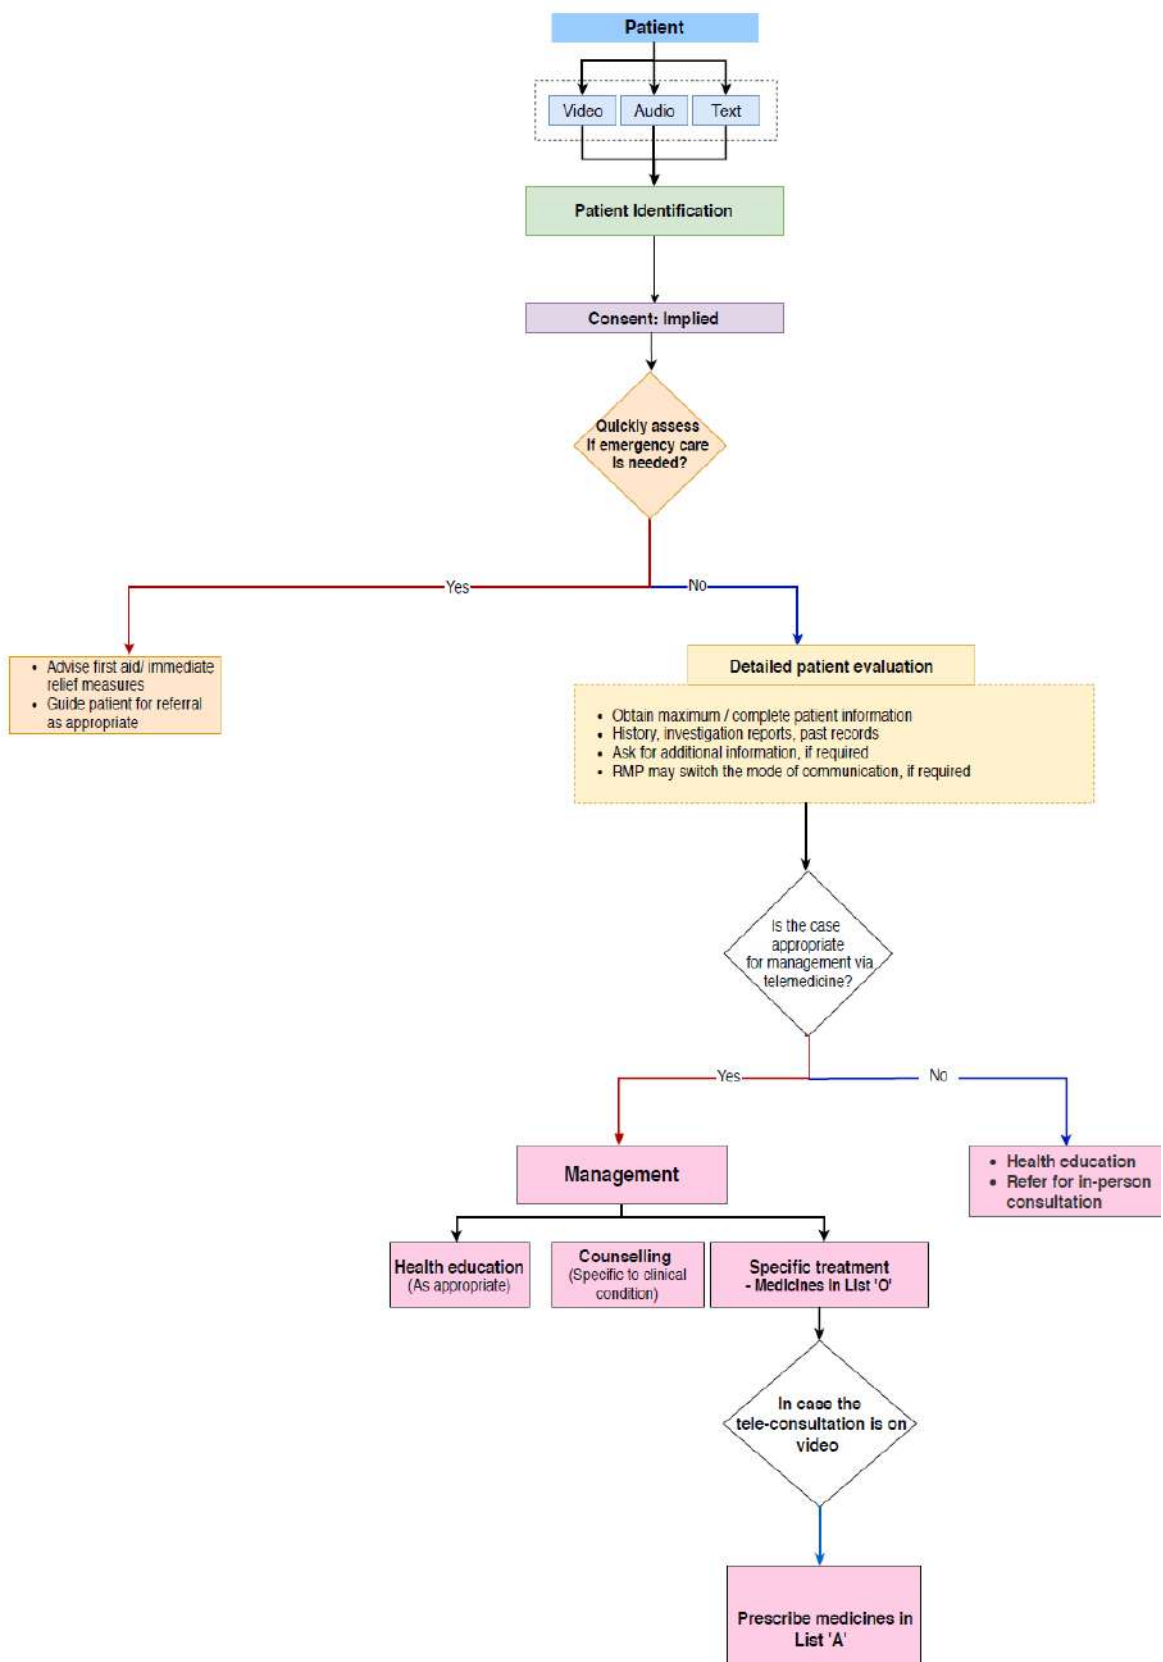 Patient
Video Audio Text
Patient Identification
Consent: Implied
Quickly assess
if emergency care
is needed?
Yes
No
• Advise first aid/ immediate
relief measures
• Guide patient for referral
as appropriate
Detailed patient evaluation
• Obtain maximum / complete patient information
• History, investigation reports, past records
• Ask for additional information, if required
• RMP may switch the mode of communication, if required
Is the case
appropriate
for management via
telemedicine?
Yes
No
Management
• Health education
• Refer for in-person
consultation
Health education
(As appropriate)
Counselling
(Specific to clinical
condition)
Specific treatment
- Medicines in List 'O'
In case the
tele-consultation is on
video
Prescribe medicines in
List 'A'